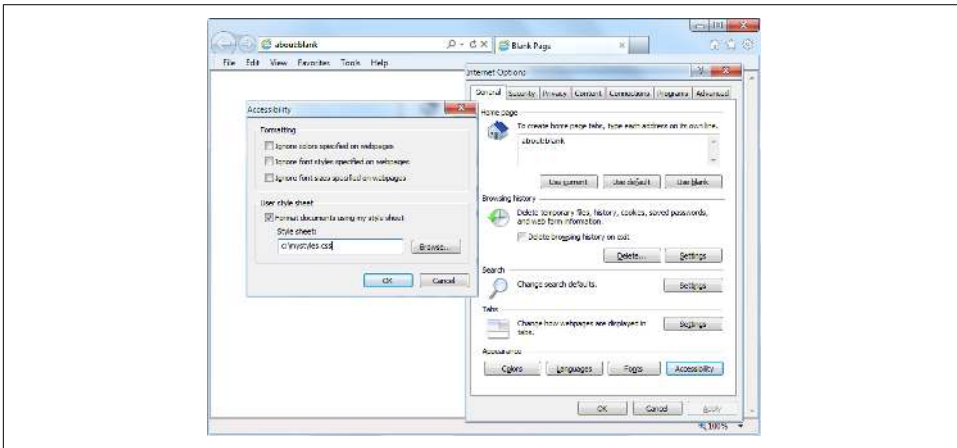 about:blank
Blank Page
File Edit View Favorites Tools Help
Internet Options
General Security Privacy Content Connections Programs Advanced
Home page
To create home page tabs, type each address on its own line.
about:blank
Use current Use default Use blank
Browsing history
Delete temporary files, history, cookies, saved passwords,
and web form information.
Delete browsing history on exit
Delete... Settings
Search
Change search defaults. Settings
Tabs
Change how webpages are displayed in
tabs. Settings
Appearance
Colors Languages Fonts Accessibility
OK Cancel Apply
Accessibility
Formatting
Ignore colors specified on webpages
Ignore font styles specified on webpages
Ignore font sizes specified on webpages
User style sheet
Format documents using my style sheet
Style sheet:
c:\mystyles.css Browse...
OK Cancel
100%